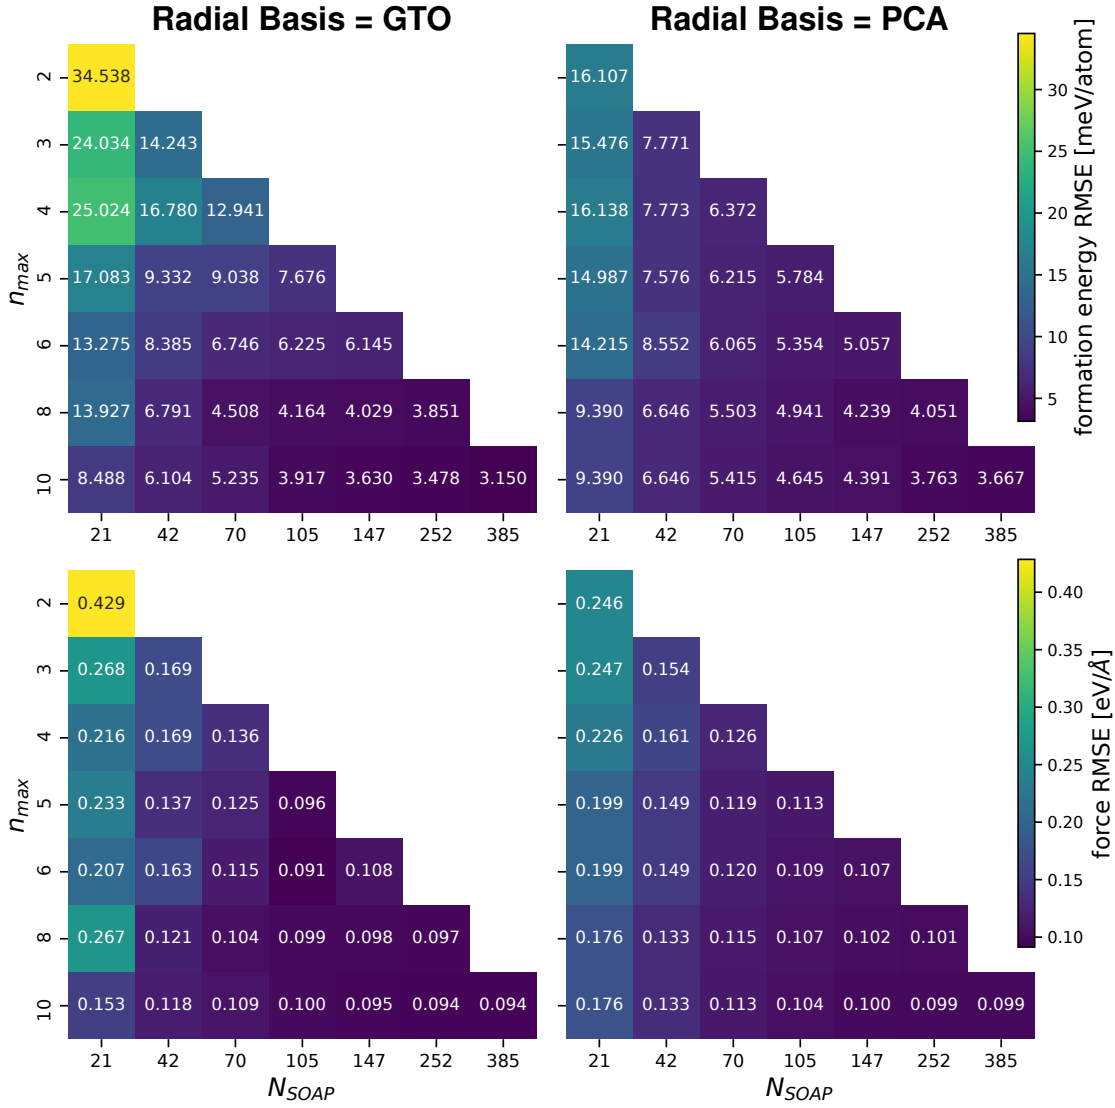 Radial Basis = GTO Radial Basis = PCA
2 34.538 16.107
3 24.034 14.243 15.476 7.771
4 25.024 16.780 12.941 16.138 7.773 6.372
5 17.083 9.332 9.038 7.676 14.987 7.576 6.215 5.784
6 13.275 8.385 6.746 6.225 6.145 14.215 8.552 6.065 5.354 5.057
8 13.927 6.791 4.508 4.164 4.029 3.851 9.390 6.646 5.503 4.941 4.239 4.051
10 8.488 6.104 5.235 3.917 3.630 3.478 3.150 9.390 6.646 5.415 4.645 4.391 3.763 3.667
21 42 70 105 147 252 385 21 42 70 105 147 252 385
n_max
30
25
20
15
10
5
formation energy RMSE [meV/atom]
2 0.429 0.246
3 0.268 0.169 0.247 0.154
4 0.216 0.169 0.136 0.226 0.161 0.126
5 0.233 0.137 0.125 0.096 0.199 0.149 0.119 0.113
6 0.207 0.163 0.115 0.091 0.108 0.199 0.149 0.120 0.109 0.107
8 0.267 0.121 0.104 0.099 0.098 0.097 0.176 0.133 0.115 0.107 0.102 0.101
10 0.153 0.118 0.109 0.100 0.095 0.094 0.094 0.176 0.133 0.113 0.104 0.100 0.099 0.099
21 42 70 105 147 252 385 21 42 70 105 147 252 385
n_max
N_SOAP N_SOAP
0.40
0.35
0.30
0.25
0.20
0.15
0.10
force RMSE [eV/Å]